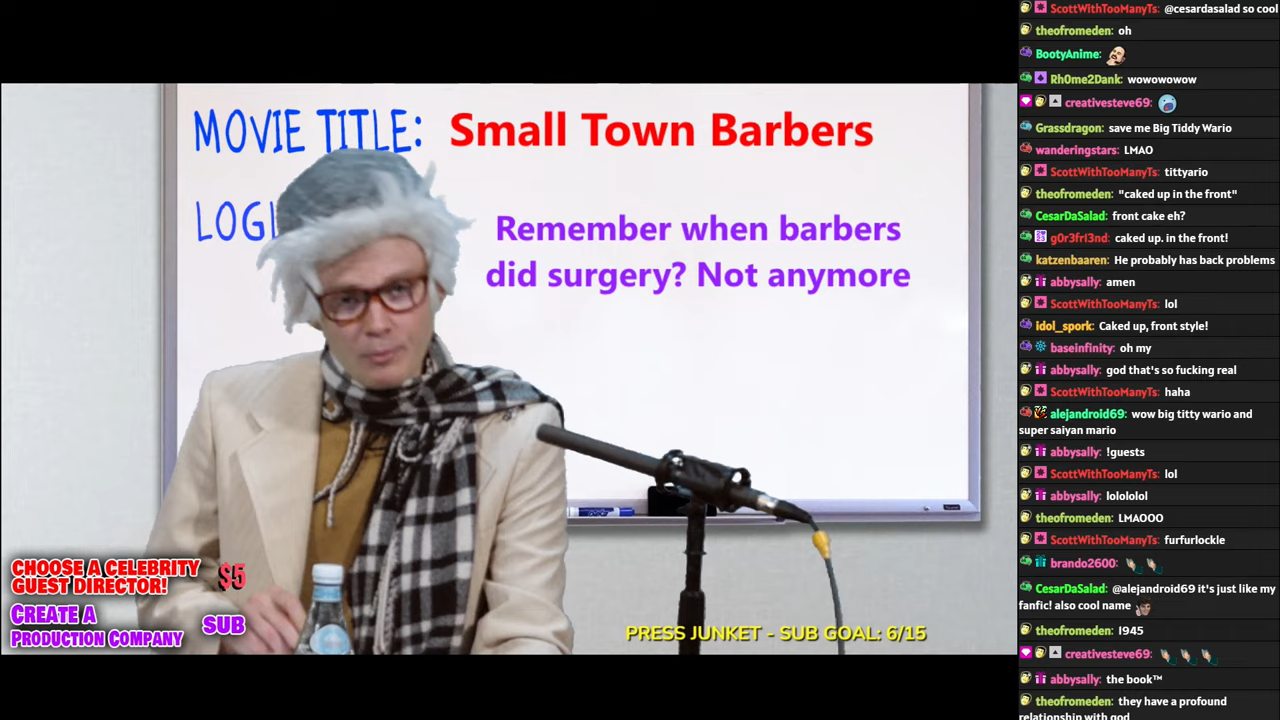 MOVIE TITLE: Small Town Barbers
LOGI
Remember when barbers
did surgery? Not anymore
CHOOSE A CELEBRITY
GUEST DIRECTOR!
$5
CREATE A
PRODUCTION COMPANY
SUB
PRESS JUNKET - SUB GOAL: 6/15
ScottWithTooManyTs: @cesardasalad so cool
theofromeden: oh
BootyAnime:
Rh0me2Dank: wowowowow
creativesteve69:
Grassdragon: save me Big Tiddy Wario
wanderingstars: LMAO
ScottWithTooManyTs: tittyario
theofromeden: "caked up in the front"
CesarDaSalad: front cake eh?
g0r3frI3nd: caked up. in the front!
katzenbaaren: He probably has back problems
abbysally: amen
ScottWithTooManyTs: lol
idol_spork: Caked up, front style!
baseinfinity: oh my
abbysally: god that's so fucking real
ScottWithTooManyTs: haha
alejandroid69: wow big titty wario and
super saiyan mario
abbysally: !guests
ScottWithTooManyTs: lol
abbysally: lolololol
theofromeden: LMAOOO
ScottWithTooManyTs: furfurlockle
brando2600:
CesarDaSalad: @alejandroid69 it's just like my
fanfic! also cool name
theofromeden: 1945
creativesteve69:
abbysally: the book™
theofromeden: they have a profound
relationship with god